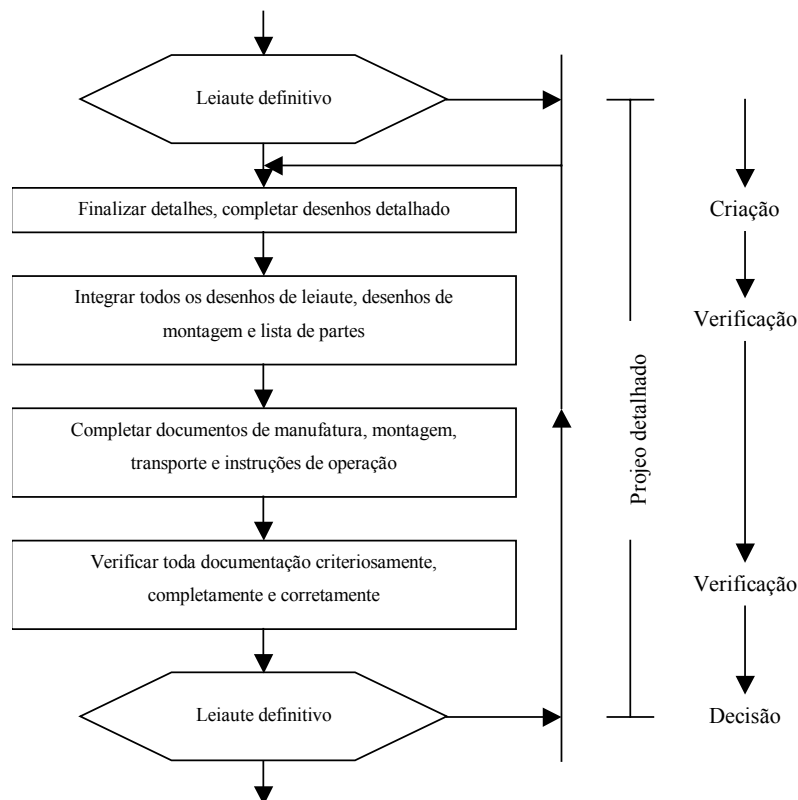 Leiaute definitivo
Finalizar detalhes, completar desenhos detalhado
Integrar todos os desenhos de leiaute, desenhos de
montagem e lista de partes
Completar documentos de manufatura, montagem,
transporte e instruções de operação
Verificar toda documentação criteriosamente,
completamente e corretamente
Leiaute definitivo
Projeo detalhado
Criação
Verificação
Verificação
Decisão